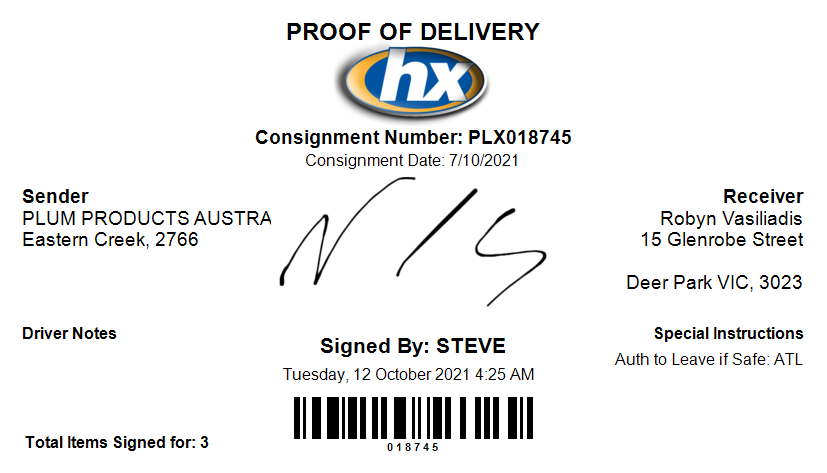 PROOF OF DELIVERY
hx
Consignment Number: PLX018745
Consignment Date: 7/10/2021
Sender
PLUM PRODUCTS AUSTRA
Eastern Creek, 2766
Receiver
Robyn Vasiliadis
15 Glenrobe Street
Deer Park VIC, 3023
N/S
Driver Notes
Signed By: STEVE
Tuesday, 12 October 2021 4:25 AM
Special Instructions
Auth to Leave if Safe: ATL
018745
Total Items Signed for: 3